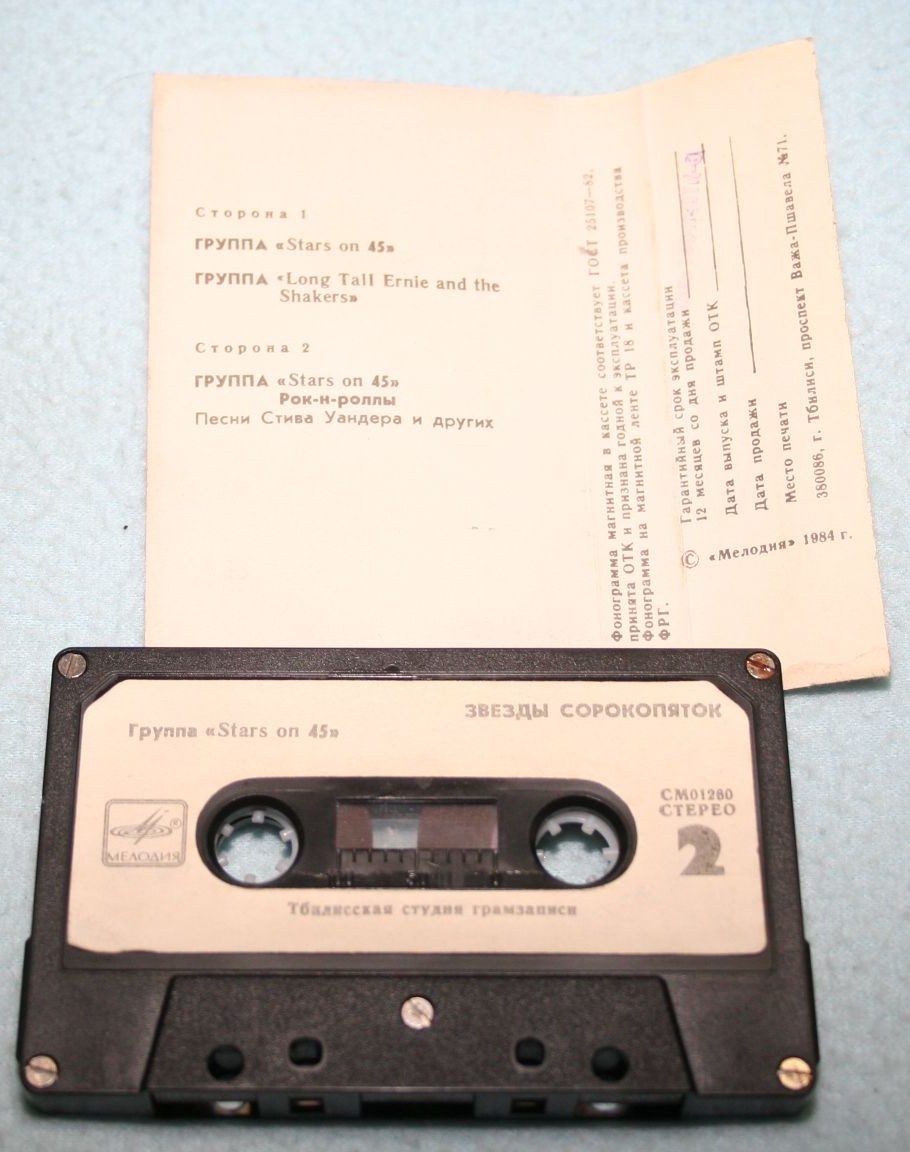 Сторона 1
ГРУППА «Stars on 45»
ГРУППА «Long Tall Ernie and the
Shakers»
Сторона 2
ГРУППА «Stars on 45»
Рок-н-роллы
Песни Стива Уандера и других
Фонограмма магнитная в кассете соответствует ГОСТ 25107—82,
принята ОТК и признана годной к эксплуатации.
Фонограмма на магнитной ленте ТР 18 и кассета производства
ФРГ.
Гарантийный срок эксплуатации
12 месяцев со дня продажи
Дата выпуска и штамп ОТК
Дата продажи
Место печати
380086, г. Тбилиси, проспект Важа-Пшавела №71.
© «Мелодия» 1984 г.
ЗВЕЗДЫ СОРОКОПЯТОК
Группа «Stars on 45»
СМ01260
СТЕРЕО
2
®
МЕЛОДИЯ
Тбилисская студия грамзаписи